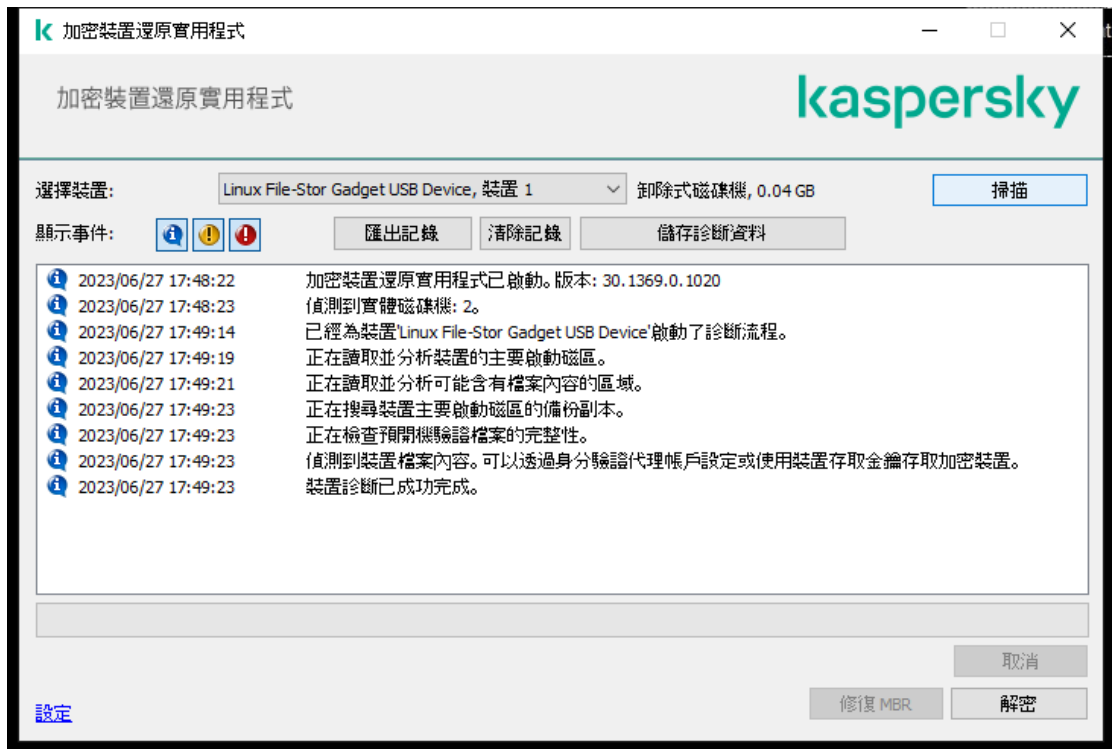 加密裝置還原實用程式
加密裝置還原實用程式
kaspersky
選擇裝置: Linux File-Stor Gadget USB Device, 裝置 1 卸除式磁碟機, 0.04 GB 掃描
顯示事件: 匯出記錄 清除記錄 儲存診斷資料
2023/06/27 17:48:22 加密裝置還原實用程式已啟動。版本: 30.1369.0.1020
2023/06/27 17:48:23 偵測到實體磁碟機: 2。
2023/06/27 17:49:14 已經為裝置'Linux File-Stor Gadget USB Device'啟動了診斷流程。
2023/06/27 17:49:19 正在讀取並分析裝置的主要啟動磁區。
2023/06/27 17:49:21 正在讀取並分析可能含有檔案內容的區域。
2023/06/27 17:49:23 正在搜尋裝置主要啟動磁區的備份副本。
2023/06/27 17:49:23 正在檢查預開機驗證檔案的完整性。
2023/06/27 17:49:23 偵測到裝置檔案內容。可以透過身分驗證代理帳戶設定或使用裝置存取金鑰存取加密裝置。
2023/06/27 17:49:23 裝置診斷已成功完成。
取消
設定 修復 MBR 解密